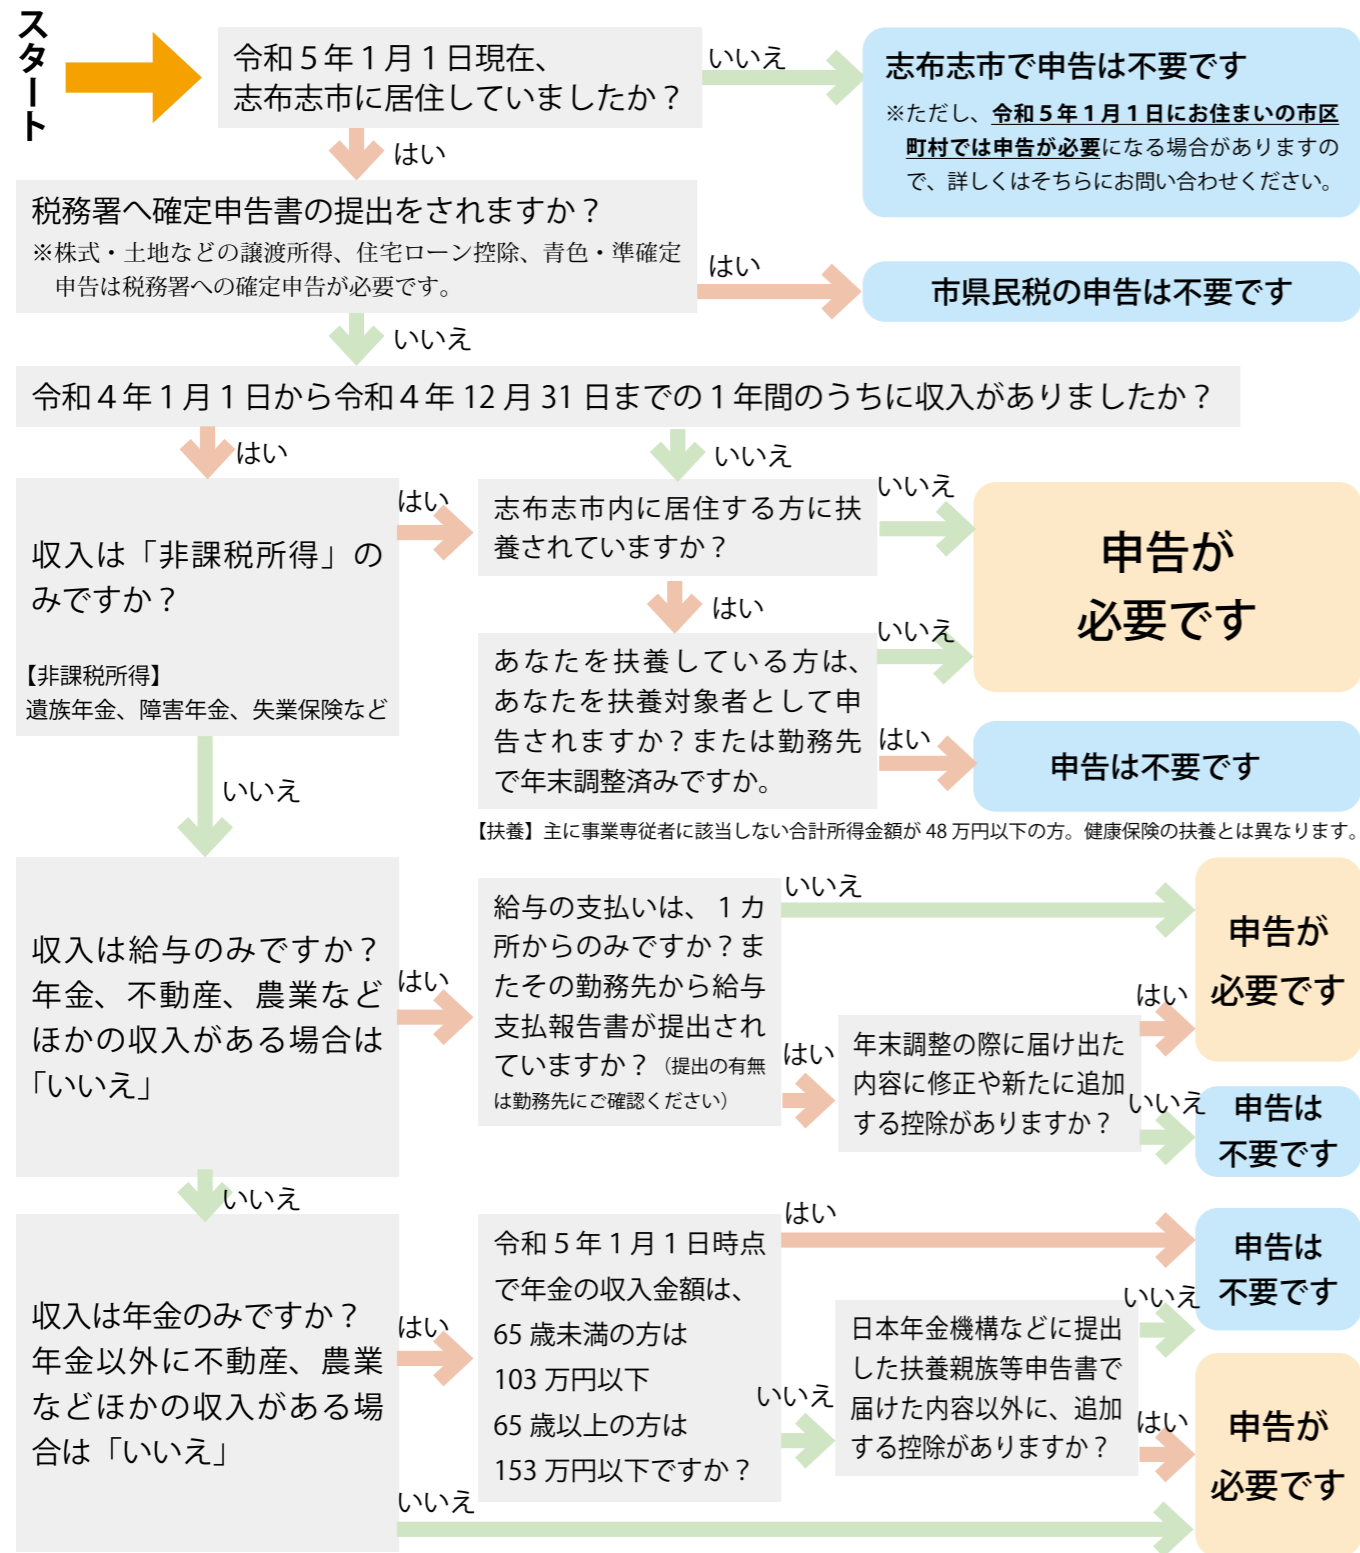 スタート
令和５年１月１日現在、
志布志市に居住していましたか？
いいえ
志布志市で申告は不要です
※ただし、令和５年１月１日にお住まいの市区
町村では申告が必要になる場合がありますの
で、詳しくはそちらにお問い合わせください。
はい
税務署へ確定申告書の提出をされますか？
※株式・土地などの譲渡所得、住宅ローン控除、青色・準確定
申告は税務署への確定申告が必要です。
はい
市県民税の申告は不要です
いいえ
令和４年１月１日から令和４年 12 月 31 日までの１年間のうちに収入がありましたか？
はい
いいえ
収入は「非課税所得」の
みですか？
【非課税所得】
遺族年金、障害年金、失業保険など
はい
志布志市内に居住する方に扶
養されていますか？
いいえ
申告が
必要です
はい
あなたを扶養している方は、
あなたを扶養対象者として申
告されますか？または勤務先
で年末調整済みですか。
いいえ
はい
申告は不要です
【扶養】主に事業専従者に該当しない合計所得金額が 48 万円以下の方。健康保険の扶養とは異なります。
いいえ
収入は給与のみですか？
年金、不動産、農業など
ほかの収入がある場合は
「いいえ」
はい
給与の支払いは、１カ
所からのみですか？ま
たその勤務先から給与
支払報告書が提出され
ていますか？（提出の有無
は勤務先にご確認ください）
いいえ
申告が
必要です
はい
年末調整の際に届け出た
内容に修正や新たに追加
する控除がありますか？
はい
いいえ
申告は
不要です
いいえ
収入は年金のみですか？
年金以外に不動産、農業
などほかの収入がある場
合は「いいえ」
はい
令和５年１月１日時点
で年金の収入金額は、
65 歳未満の方は
103 万円以下
65 歳以上の方は
153 万円以下ですか？
はい
申告は
不要です
いいえ
日本年金機構などに提出
した扶養親族等申告書で
届けた内容以外に、追加
する控除がありますか？
いいえ
はい
申告が
必要です
いいえ